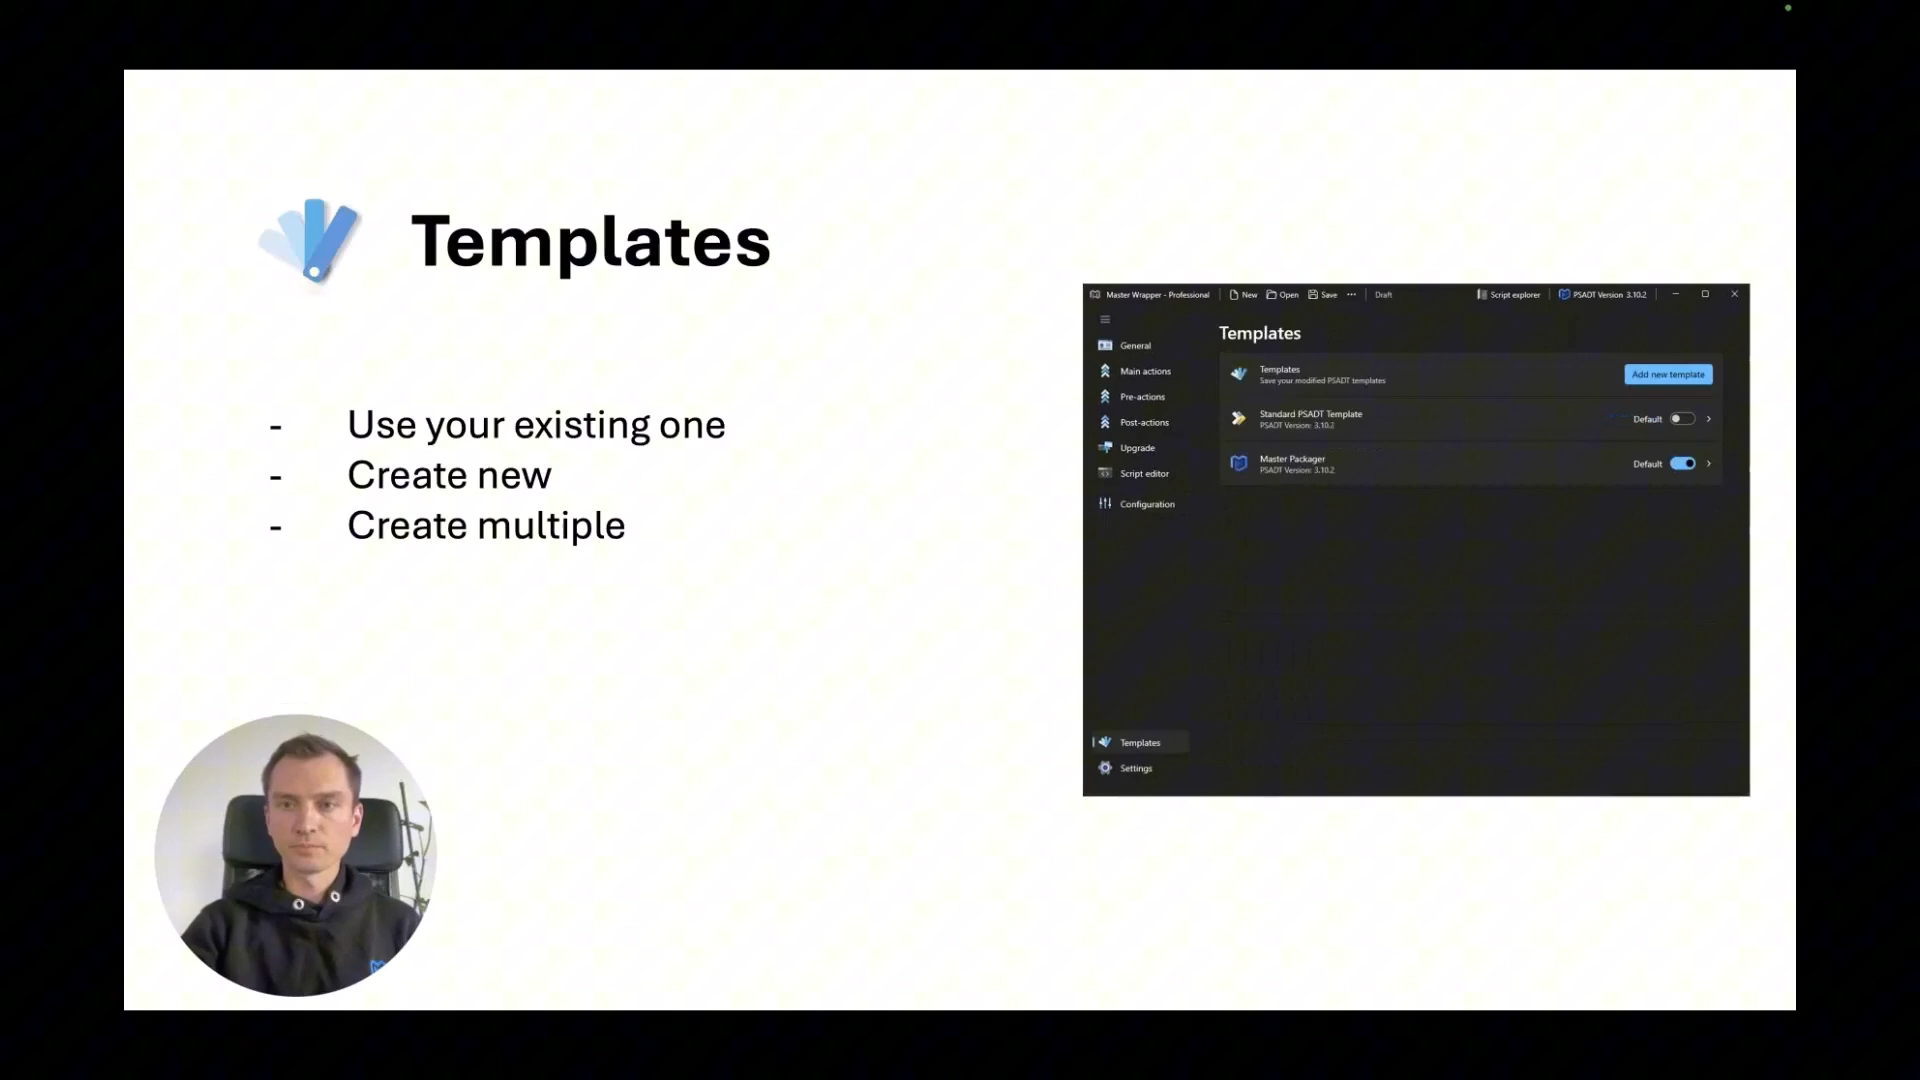 Templates
- Use your existing one
- Create new
- Create multiple
Master Wrapper - Professional New Open Save ··· Draft Script explorer PSADT Version 3.10.2
General
Main actions
Pre-actions
Post-actions
Upgrade
Script editor
Configuration
Templates
Settings
Templates
Templates
Save your modified PSADT templates
Add new template
Standard PSADT Template
PSADT Version: 3.10.2
Default
Master Packager
PSADT Version: 3.10.2
Default